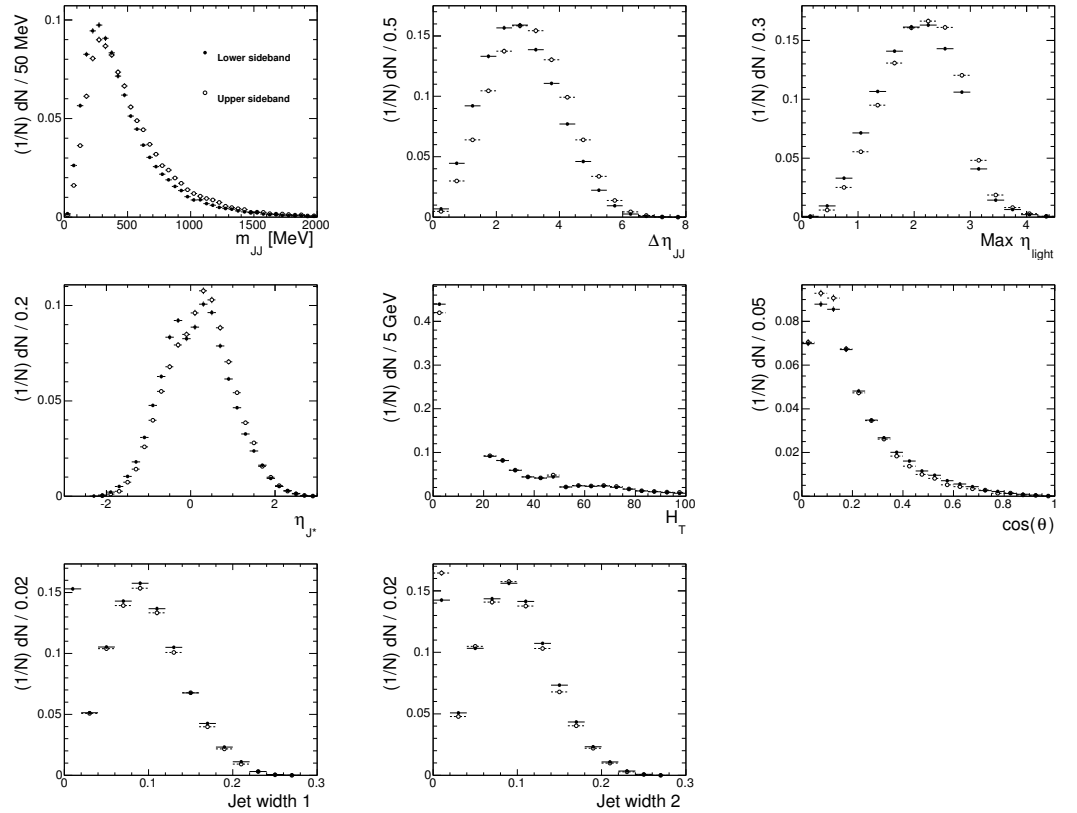 (1/N) dN / 50 MeV
0.1
0.05
0
0 500 1000 1500 2000
m_JJ [MeV]
Lower sideband
Upper sideband
(1/N) dN / 0.5
0.15
0.1
0.05
0
0 2 4 6 8
Δη_JJ
(1/N) dN / 0.3
0.15
0.1
0.05
0
0 1 2 3 4
Max η_light
(1/N) dN / 0.2
0.1
0.05
0
-2 0 2
η_J*
(1/N) dN / 5 GeV
0.4
0.2
0
0 20 40 60 80 100
H_T
(1/N) dN / 0.05
0.08
0.06
0.04
0.02
0
0 0.2 0.4 0.6 0.8 1
cos(θ)
(1/N) dN / 0.02
0.15
0.1
0.05
0
0 0.1 0.2 0.3
Jet width 1
(1/N) dN / 0.02
0.15
0.1
0.05
0
0 0.1 0.2 0.3
Jet width 2